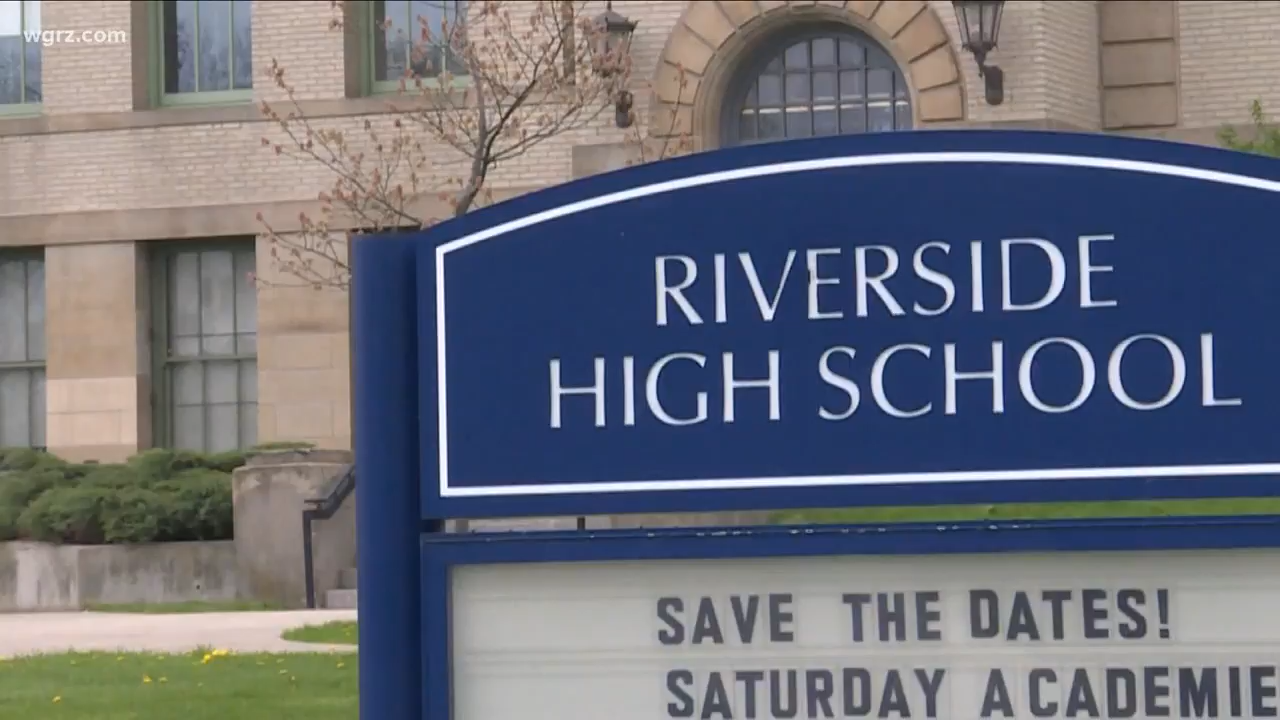 wgrz.com
RIVERSIDE
HIGH SCHOOL
SAVE THE DATES!
SATURDAY ACADEMIE